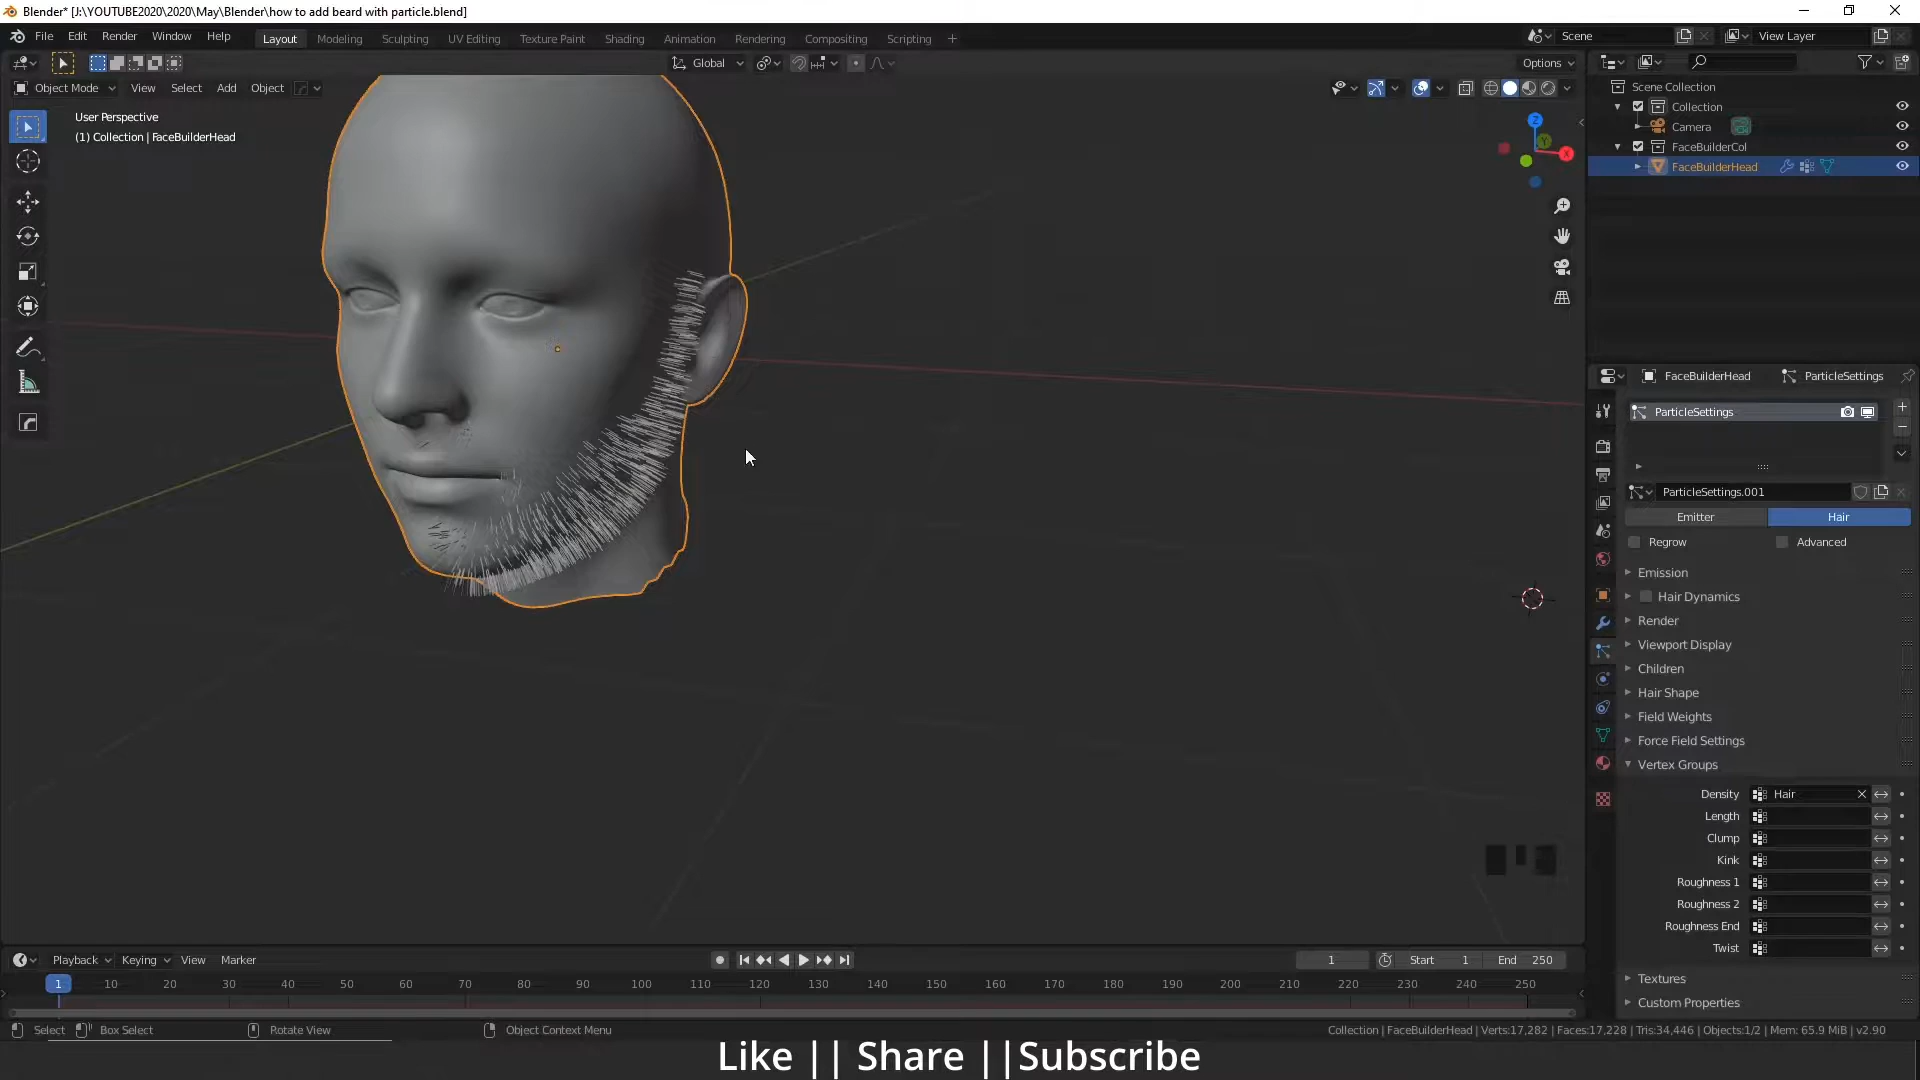 Blender* [J:\YOUTUBE2020\2020\May\Blender\how to add beard with particle.blend]
File Edit Render Window Help Layout Modeling Sculpting UV Editing Texture Paint Shading Animation Rendering Compositing Scripting + Scene View Layer
Global Options
Object Mode View Select Add Object
User Perspective
(1) Collection | FaceBuilderHead
Z
Y
X
Scene Collection
Collection
Camera
FaceBuilderCol
FaceBuilderHead
FaceBuilderHead ParticleSettings
ParticleSettings
ParticleSettings.001
Emitter Hair
Regrow Advanced
Emission
Hair Dynamics
Render
Viewport Display
Children
Hair Shape
Field Weights
Force Field Settings
Vertex Groups
Density Hair
Length
Clump
Kink
Roughness 1
Roughness 2
Roughness End
Twist
Textures
Custom Properties
Playback Keying View Marker 1 Start 1 End 250
1 10 20 30 40 50 60 70 80 90 100 110 120 130 140 150 160 170 180 190 200 210 220 230 240 250
Select Box Select Rotate View Object Context Menu Collection | FaceBuilderHead | Verts:17,282 | Faces:17,228 | Tris:34,446 | Objects:1/2 | Mem: 65.9 MiB | v2.90
Like || Share ||Subscribe